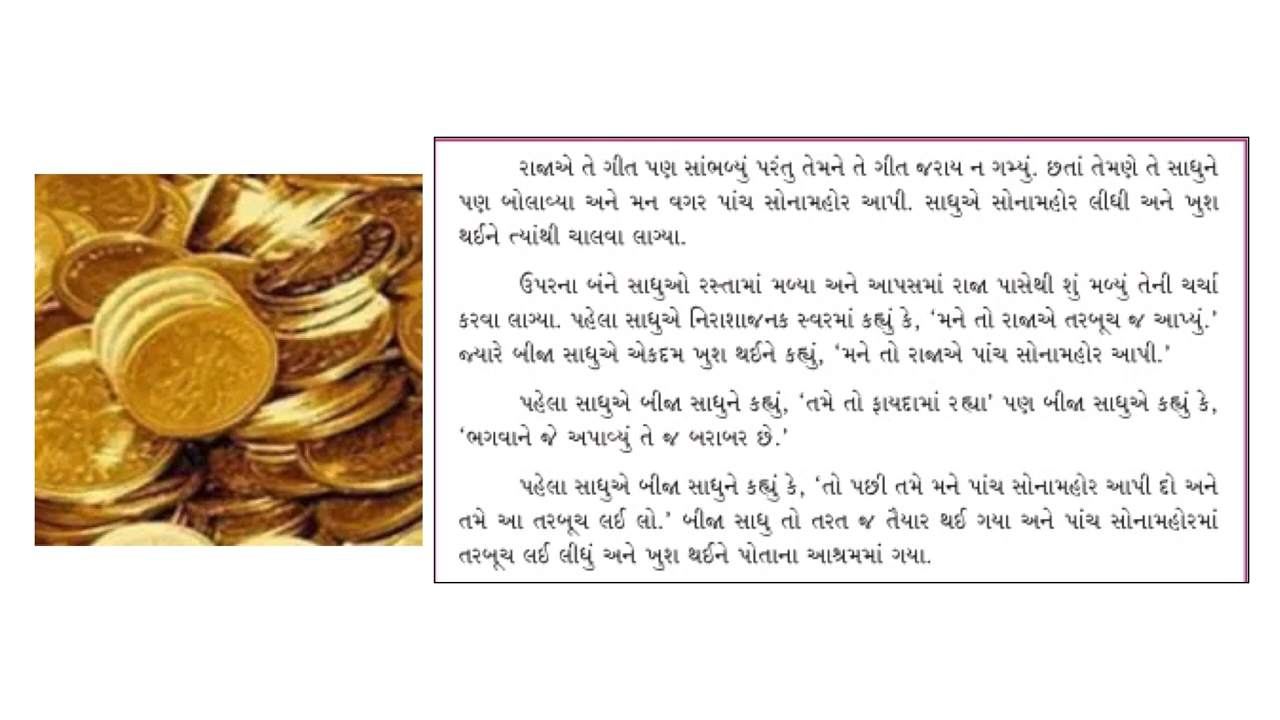 રાજાએ તે ગીત પણ સાંભળ્યું પરંતુ તેમને તે ગીત જરાય ન ગમ્યું. છતાં તેમણે તે સાધુને
પણ બોલાવ્યા અને મન વગર પાંચ સોનામહોર આપી. સાધુએ સોનામહોર લીધી અને ખુશ
થઈને ત્યાંથી ચાલવા લાગ્યા.
ઉપરના બંને સાધુઓ રસ્તામાં મળ્યા અને આપસમાં રાજા પાસેથી શું મળ્યું તેની ચર્ચા
કરવા લાગ્યા. પહેલા સાધુએ નિરાશાજનક સ્વરમાં કહ્યું કે, ‘મને તો રાજાએ તરબૂચ જ આપ્યું.’
જ્યારે બીજા સાધુએ એકદમ ખુશ થઈને કહ્યું, ‘મને તો રાજાએ પાંચ સોનામહોર આપી.’
પહેલા સાધુએ બીજા સાધુને કહ્યું, ‘તમે તો ફાયદામાં રહ્યા’ પણ બીજા સાધુએ કહ્યું કે,
‘ભગવાને જે અપાવ્યું તે જ બરાબર છે.’
પહેલા સાધુએ બીજા સાધુને કહ્યું કે, ‘તો પછી તમે મને પાંચ સોનામહોર આપી દો અને
તમે આ તરબૂચ લઈ લો.’ બીજા સાધુ તો તરત જ તૈયાર થઈ ગયા અને પાંચ સોનામહોરમાં
તરબૂચ લઈ લીધું અને ખુશ થઈને પોતાના આશ્રમમાં ગયા.